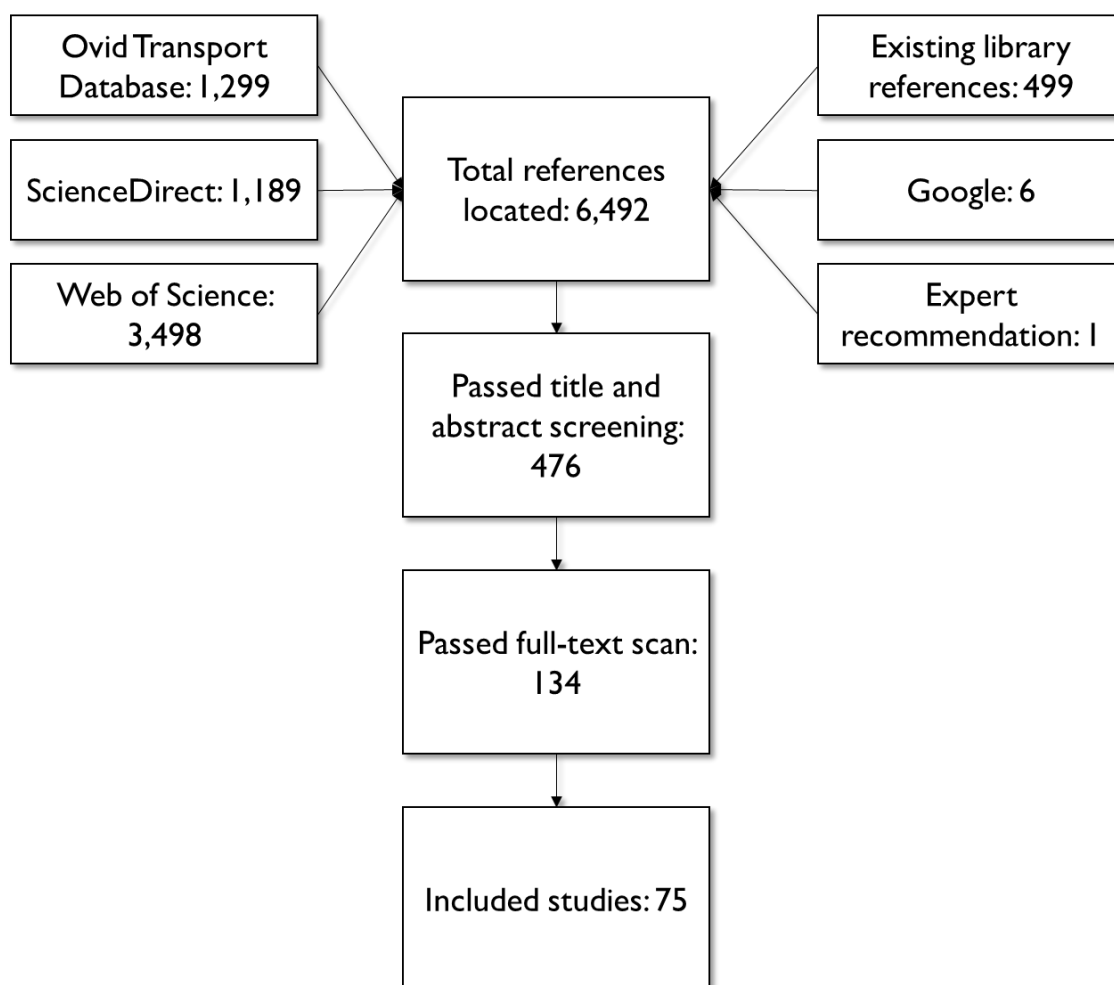 Ovid Transport
Database: 1,299
ScienceDirect: 1,189
Web of Science:
3,498
Existing library
references: 499
Google: 6
Expert
recommendation: 1
Total references
located: 6,492
Passed title and
abstract screening:
476
Passed full-text scan:
134
Included studies: 75